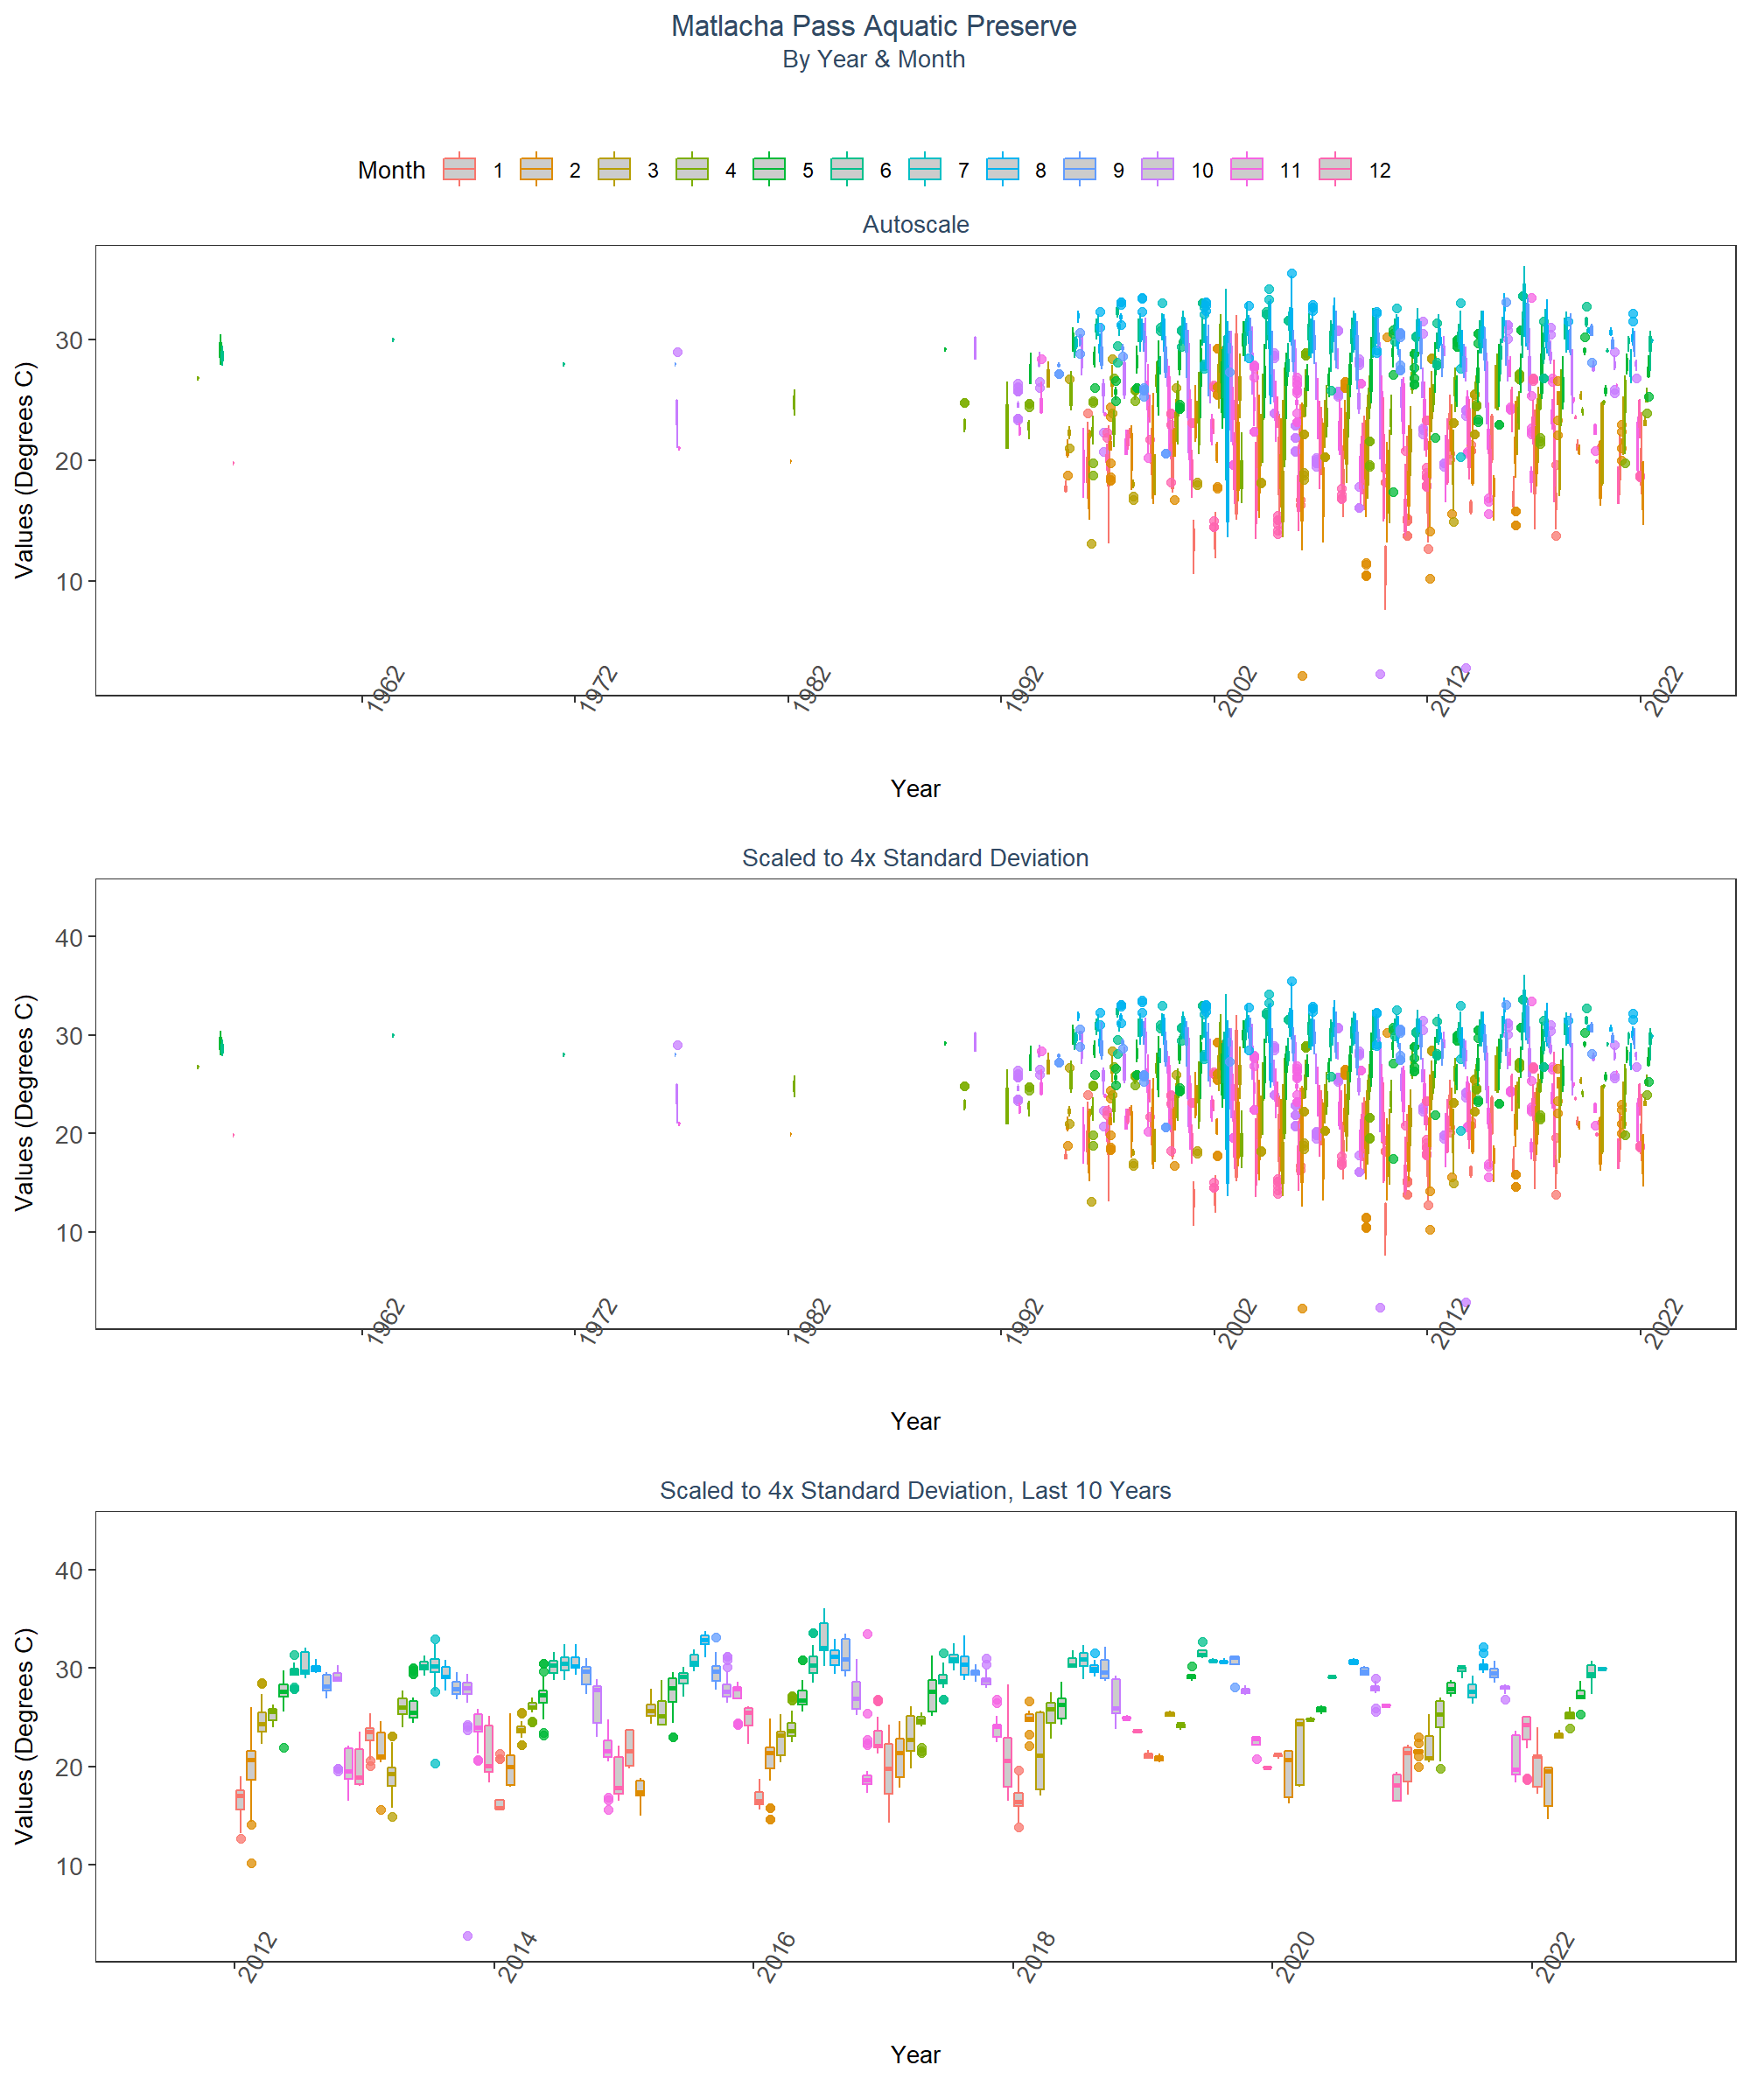 Matlacha Pass Aquatic Preserve
By Year & Month
Month 1 2 3 4 5 6 7 8 9 10 11 12
Autoscale
Values (Degrees C)
30
20
10
1962 1972 1982 1992 2002 2012 2022
Year
Scaled to 4x Standard Deviation
Values (Degrees C)
40
30
20
10
1962 1972 1982 1992 2002 2012 2022
Year
Scaled to 4x Standard Deviation, Last 10 Years
Values (Degrees C)
40
30
20
10
2012 2014 2016 2018 2020 2022
Year